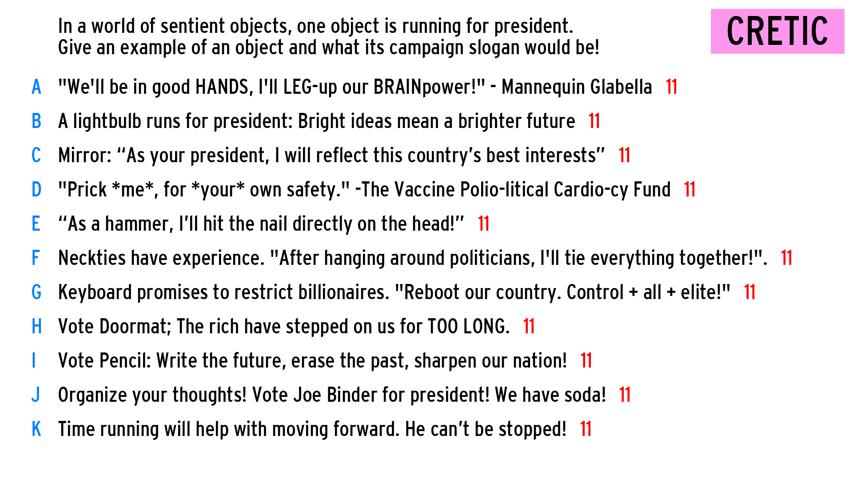 In a world of sentient objects, one object is running for president.
Give an example of an object and what its campaign slogan would be!
CRETIC
A "We'll be in good HANDS, I'll LEG-up our BRAINpower!" - Mannequin Glabella 11
B A lightbulb runs for president: Bright ideas mean a brighter future 11
C Mirror: “As your president, I will reflect this country’s best interests” 11
D "Prick *me*, for *your* own safety." -The Vaccine Polio-litical Cardio-cy Fund 11
E “As a hammer, I’ll hit the nail directly on the head!” 11
F Neckties have experience. "After hanging around politicians, I'll tie everything together!". 11
G Keyboard promises to restrict billionaires. "Reboot our country. Control + all + elite!" 11
H Vote Doormat; The rich have stepped on us for TOO LONG. 11
I Vote Pencil: Write the future, erase the past, sharpen our nation! 11
J Organize your thoughts! Vote Joe Binder for president! We have soda! 11
K Time running will help with moving forward. He can’t be stopped! 11